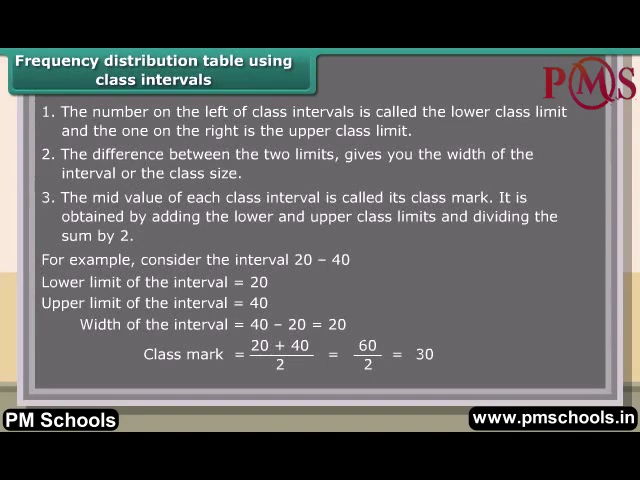 Frequency distribution table using
class intervals
PMS
1. The number on the left of class intervals is called the lower class limit
and the one on the right is the upper class limit.
2. The difference between the two limits, gives you the width of the
interval or the class size.
3. The mid value of each class interval is called its class mark. It is
obtained by adding the lower and upper class limits and dividing the
sum by 2.
For example, consider the interval 20 – 40
Lower limit of the interval = 20
Upper limit of the interval = 40
Width of the interval = 40 – 20 = 20
Class mark = (20 + 40)/2 = 60/2 = 30
PM Schools
www.pmschools.in